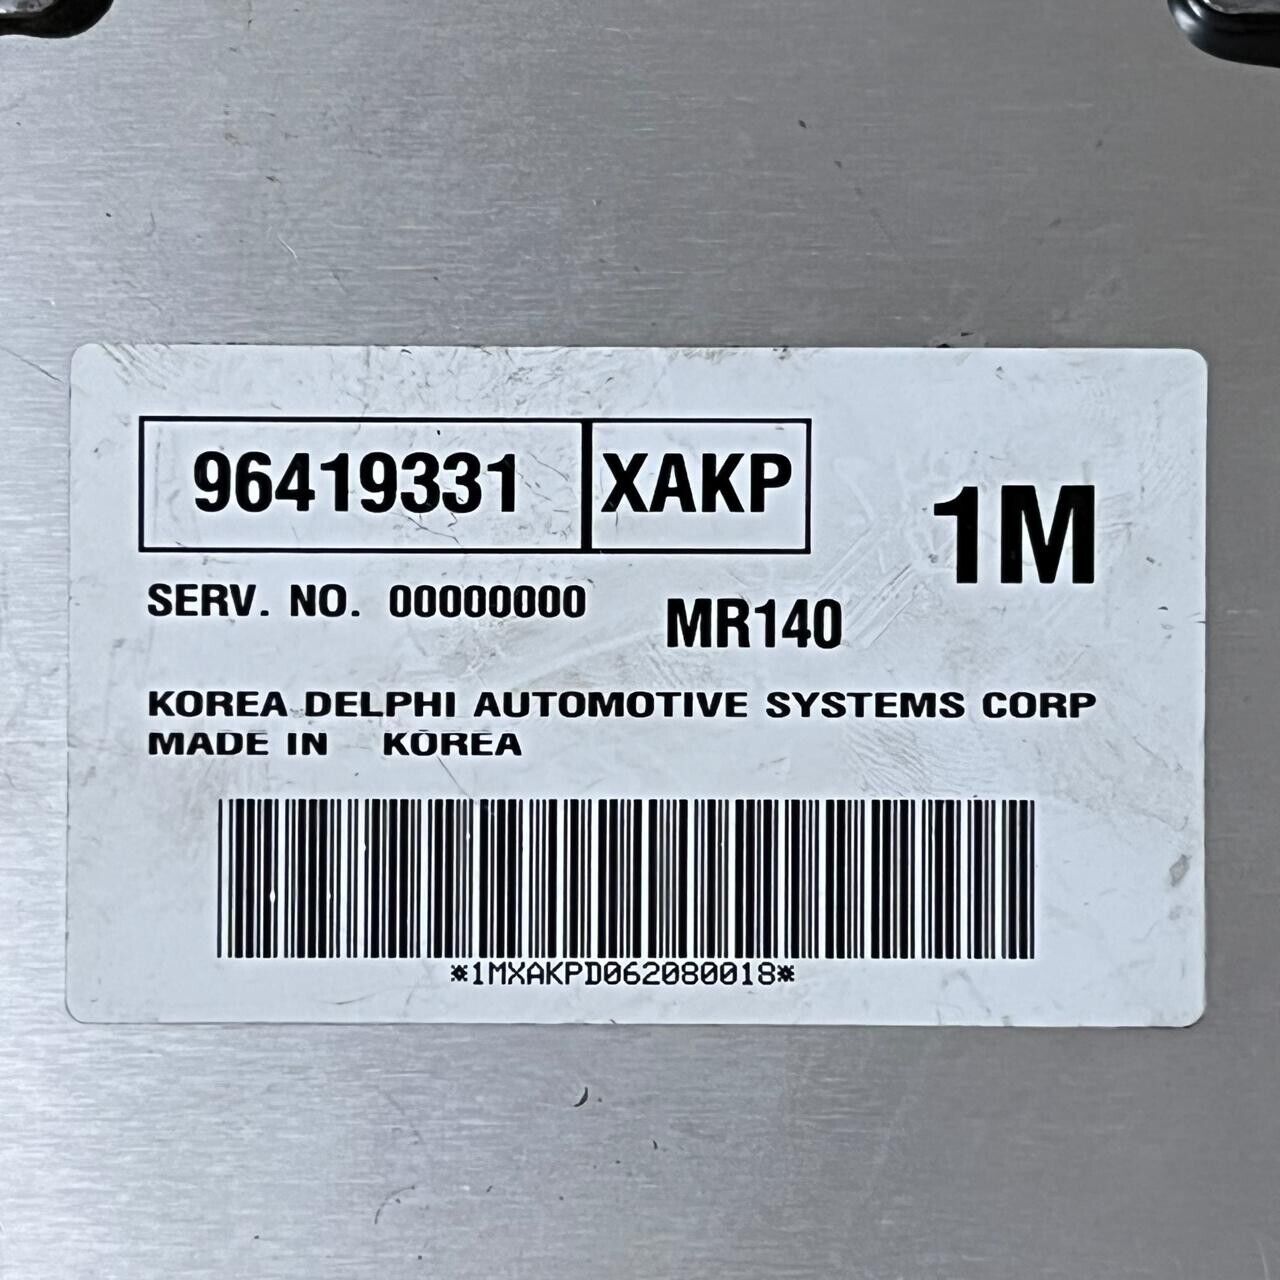 96419331 XAKP
1M
SERV. NO. 00000000
MR140
KOREA DELPHI AUTOMOTIVE SYSTEMS CORP
MADE IN KOREA
*1MXAKPD062080018*